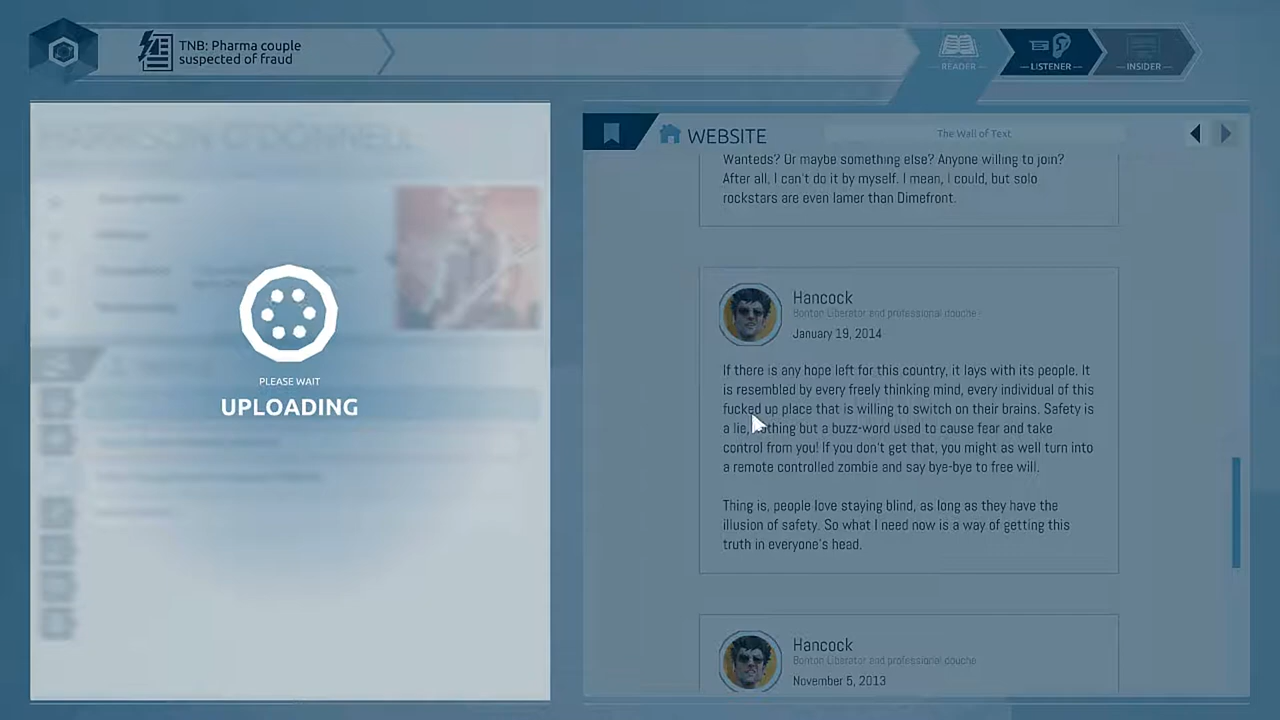 TNB: Pharma couple
suspected of fraud
READER
LISTENER
INSIDER
HARRISON O'DONNELL
WEBSITE
The Wall of Text
Wanteds? Or maybe something else? Anyone willing to join?
After all, I can't do it by myself. I mean, I could, but solo
rockstars are even lamer than Dimefront.
Hancock
Bonton Liberator and professional douche
January 19, 2014
If there is any hope left for this country, it lays with its people. It
is resembled by every freely thinking mind, every individual of this
fucked up place that is willing to switch on their brains. Safety is
a lie, nothing but a buzz-word used to cause fear and take
control from you! If you don't get that, you might as well turn into
a remote controlled zombie and say bye-bye to free will.
Thing is, people love staying blind, as long as they have the
illusion of safety. So what I need now is a way of getting this
truth in everyone's head.
PLEASE WAIT
UPLOADING
Hancock
Bonton Liberator and professional douche
November 5, 2013